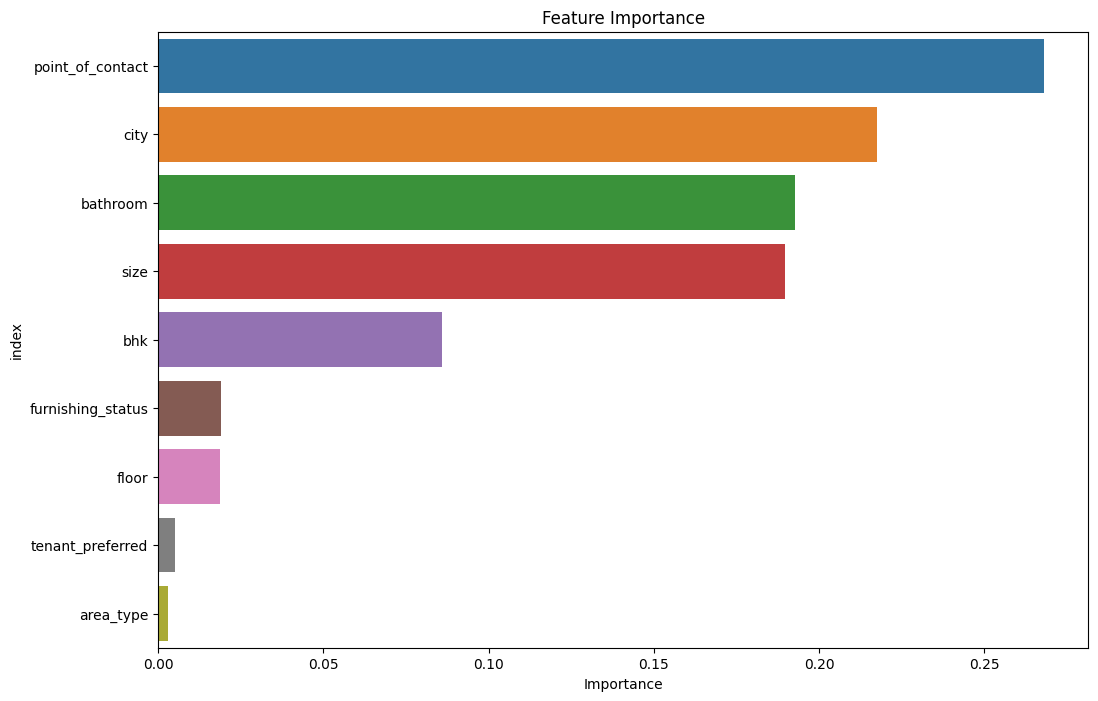 Feature Importance
point_of_contact
city
bathroom
size
bhk
furnishing_status
floor
tenant_preferred
area_type
index
0.00 0.05 0.10 0.15 0.20 0.25
Importance